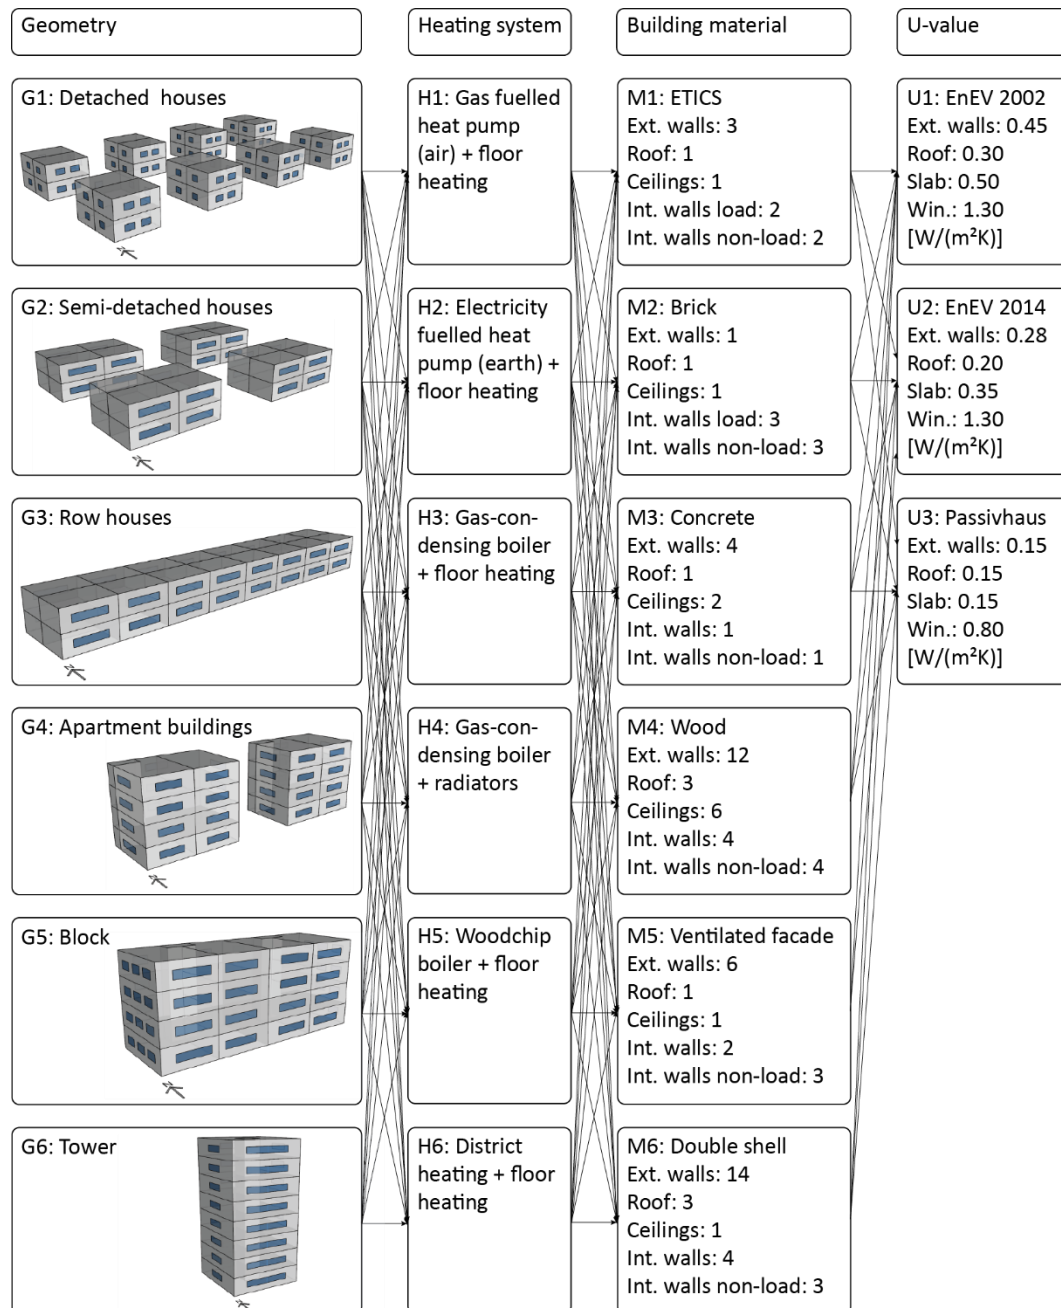 Geometry
Heating system
Building material
U-value
G1: Detached houses
H1: Gas fuelled
heat pump
(air) + floor
heating
M1: ETICS
Ext. walls: 3
Roof: 1
Ceilings: 1
Int. walls load: 2
Int. walls non-load: 2
U1: EnEV 2002
Ext. walls: 0.45
Roof: 0.30
Slab: 0.50
Win.: 1.30
[W/(m²K)]
G2: Semi-detached houses
H2: Electricity
fuelled heat
pump (earth) +
floor heating
M2: Brick
Ext. walls: 1
Roof: 1
Ceilings: 1
Int. walls load: 3
Int. walls non-load: 3
U2: EnEV 2014
Ext. walls: 0.28
Roof: 0.20
Slab: 0.35
Win.: 1.30
[W/(m²K)]
G3: Row houses
H3: Gas-con-
densing boiler
+ floor heating
M3: Concrete
Ext. walls: 4
Roof: 1
Ceilings: 2
Int. walls: 1
Int. walls non-load: 1
U3: Passivhaus
Ext. walls: 0.15
Roof: 0.15
Slab: 0.15
Win.: 0.80
[W/(m²K)]
G4: Apartment buildings
H4: Gas-con-
densing boiler
+ radiators
M4: Wood
Ext. walls: 12
Roof: 3
Ceilings: 6
Int. walls: 4
Int. walls non-load: 4
G5: Block
H5: Woodchip
boiler + floor
heating
M5: Ventilated facade
Ext. walls: 6
Roof: 1
Ceilings: 1
Int. walls: 2
Int. walls non-load: 3
G6: Tower
H6: District
heating + floor
heating
M6: Double shell
Ext. walls: 14
Roof: 3
Ceilings: 1
Int. walls: 4
Int. walls non-load: 3